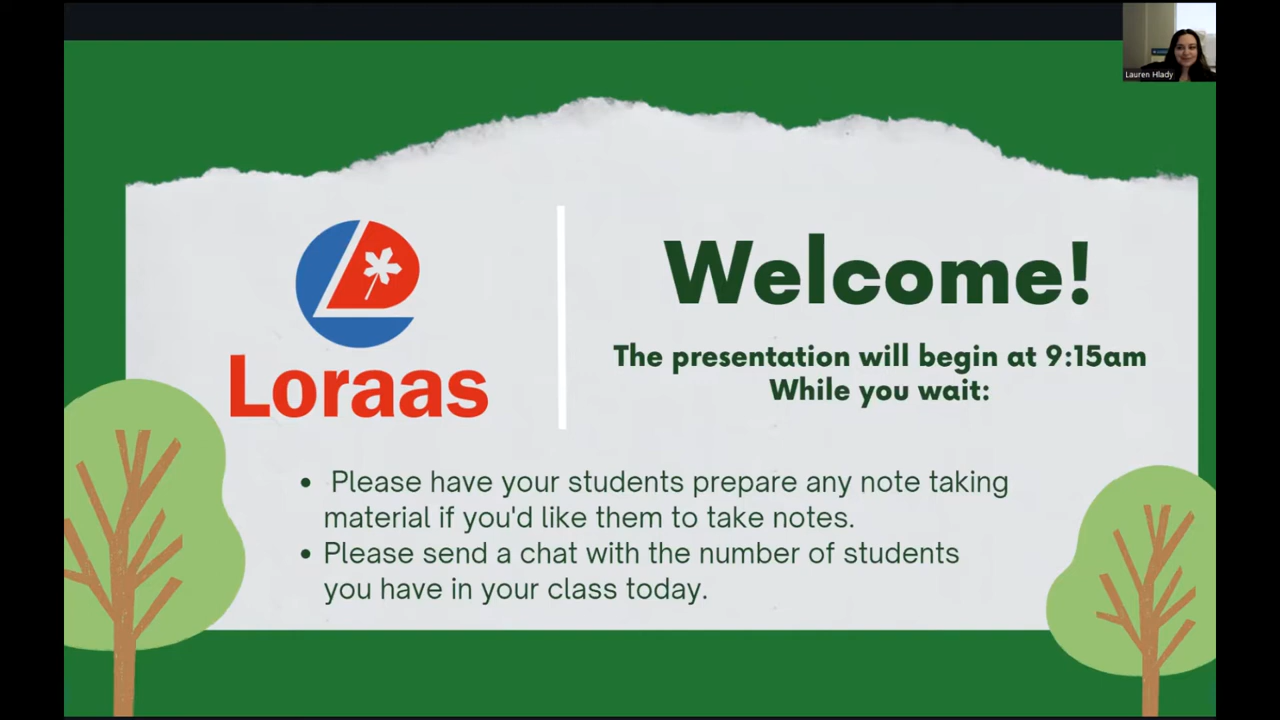 Lauren Hlady
Loraas
Welcome!
The presentation will begin at 9:15am
While you wait:
• Please have your students prepare any note taking
material if you'd like them to take notes.
• Please send a chat with the number of students
you have in your class today.